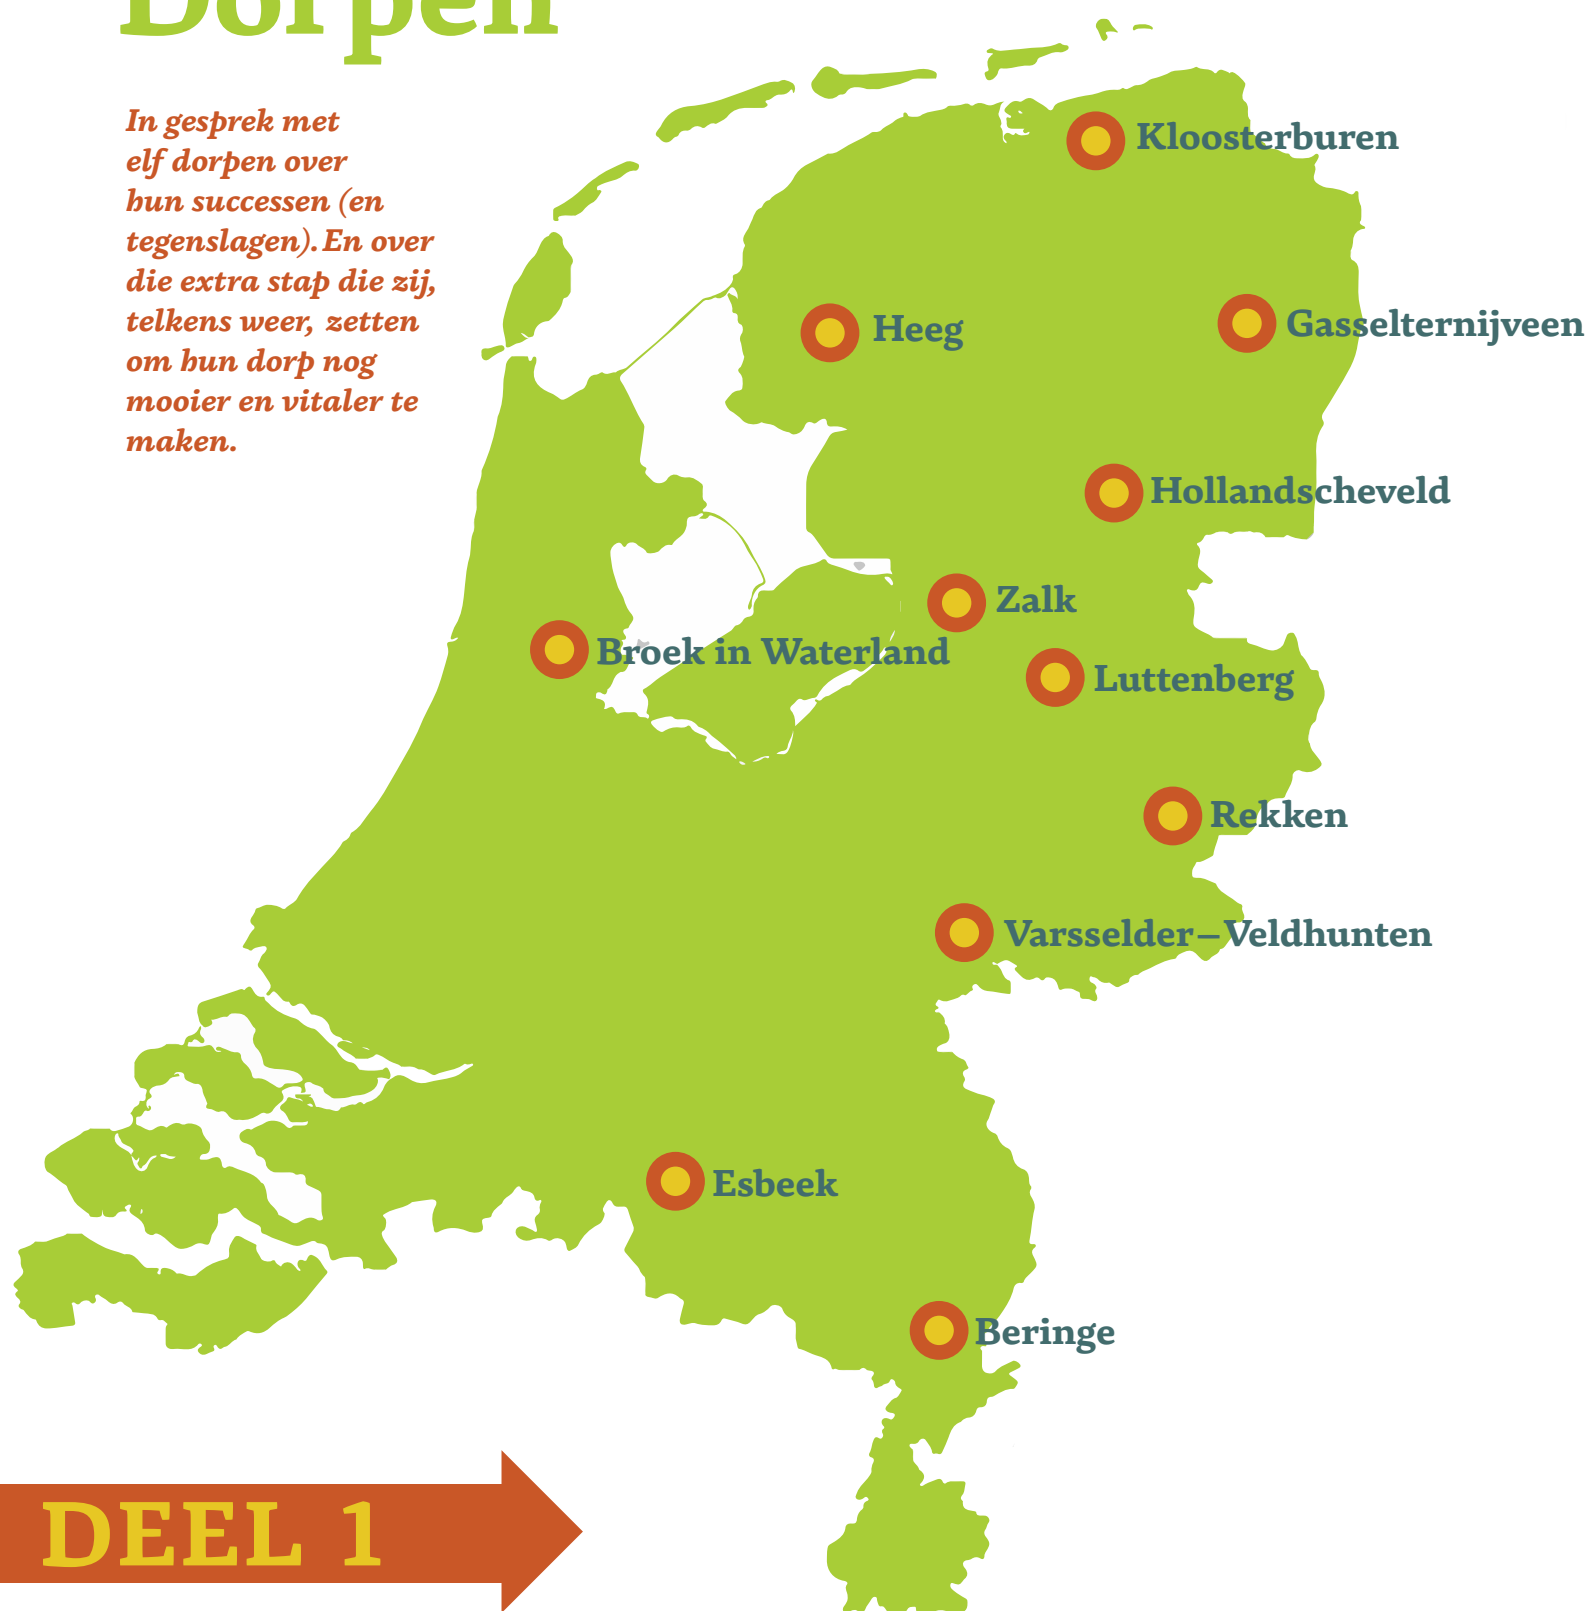 Dorpen
In gesprek met
elf dorpen over
hun successen (en
tegenslagen). En over
die extra stap die zij,
telkens weer, zetten
om hun dorp nog
mooier en vitaler te
maken.
Kloosterburen
Heeg
Gasselternijveen
Hollandscheveld
Zalk
Broek in Waterland
Luttenberg
Rekken
Varsselder–Veldhunten
Esbeek
Beringe
DEEL 1